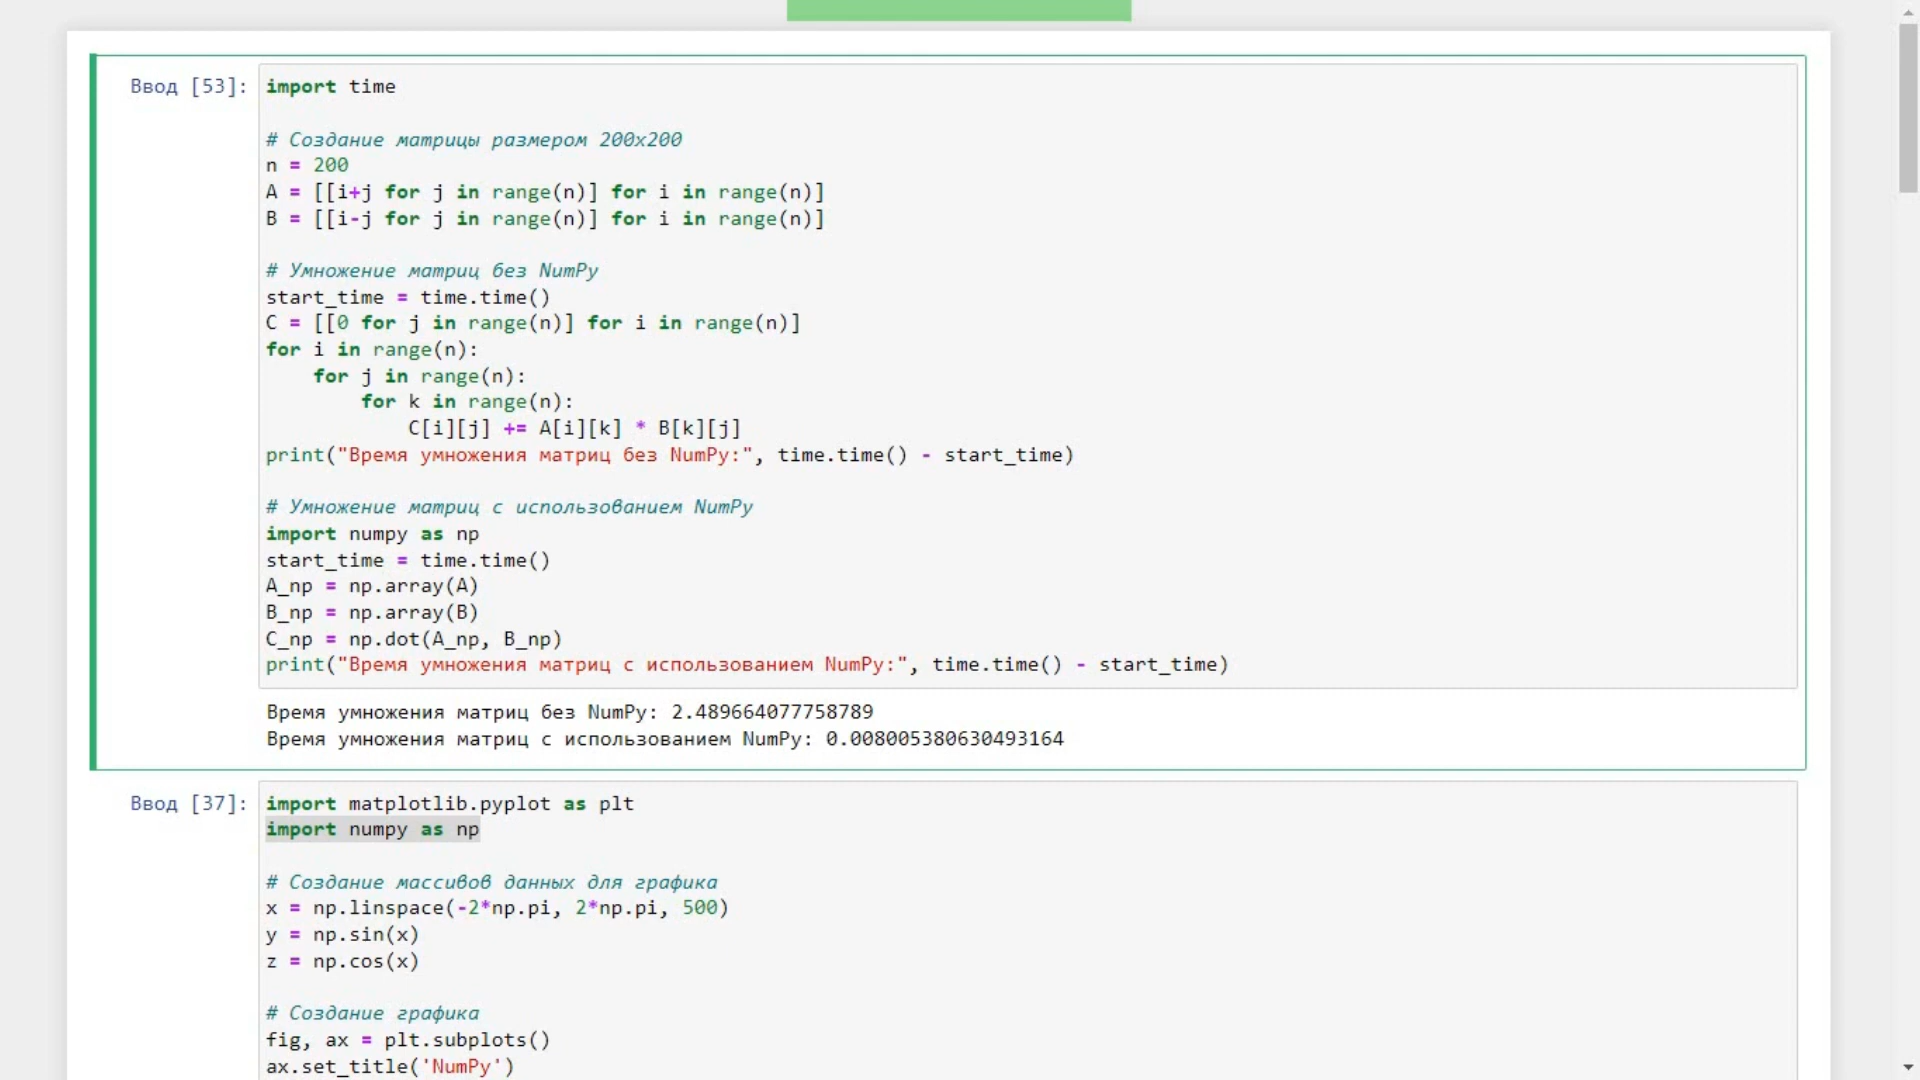 Ввод [53]:
import time
# Создание матрицы размером 200x200
n = 200
A = [[i+j for j in range(n)] for i in range(n)]
B = [[i-j for j in range(n)] for i in range(n)]
# Умножение матриц без NumPy
start_time = time.time()
C = [[0 for j in range(n)] for i in range(n)]
for i in range(n):
    for j in range(n):
        for k in range(n):
            C[i][j] += A[i][k] * B[k][j]
print("Время умножения матриц без NumPy:", time.time() - start_time)
# Умножение матриц с использованием NumPy
import numpy as np
start_time = time.time()
A_np = np.array(A)
B_np = np.array(B)
C_np = np.dot(A_np, B_np)
print("Время умножения матриц с использованием NumPy:", time.time() - start_time)
Время умножения матриц без NumPy: 2.489664077758789
Время умножения матриц с использованием NumPy: 0.008005380630493164
Ввод [37]:
import matplotlib.pyplot as plt
import numpy as np
# Создание массивов данных для графика
x = np.linspace(-2*np.pi, 2*np.pi, 500)
y = np.sin(x)
z = np.cos(x)
# Создание графика
fig, ax = plt.subplots()
ax.set_title('NumPy')